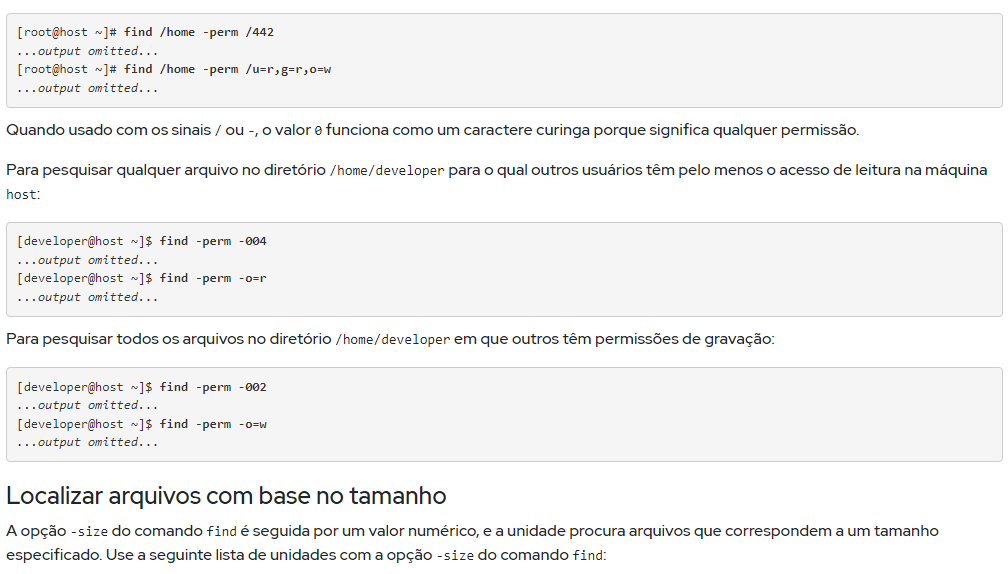 [root@host ~]# find /home -perm /442
...output omitted...
[root@host ~]# find /home -perm /u=r,g=r,o=w
...output omitted...
Quando usado com os sinais / ou -, o valor 0 funciona como um caractere curinga porque significa qualquer permissão.
Para pesquisar qualquer arquivo no diretório /home/developer para o qual outros usuários têm pelo menos o acesso de leitura na máquina
host:
[developer@host ~]$ find -perm -004
...output omitted...
[developer@host ~]$ find -perm -o=r
...output omitted...
Para pesquisar todos os arquivos no diretório /home/developer em que outros têm permissões de gravação:
[developer@host ~]$ find -perm -002
...output omitted...
[developer@host ~]$ find -perm -o=w
...output omitted...
Localizar arquivos com base no tamanho
A opção -size do comando find é seguida por um valor numérico, e a unidade procura arquivos que correspondem a um tamanho
especificado. Use a seguinte lista de unidades com a opção -size do comando find: